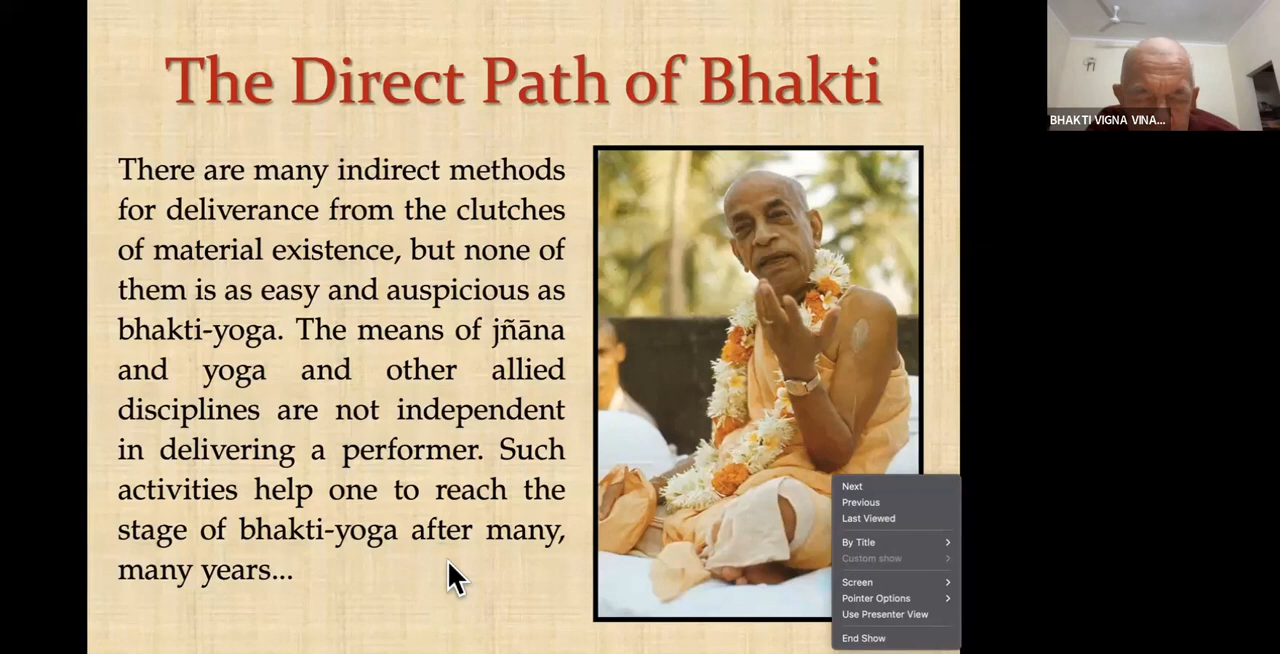 The Direct Path of Bhakti
There are many indirect methods
for deliverance from the clutches
of material existence, but none of
them is as easy and auspicious as
bhakti-yoga. The means of jñāna
and yoga and other allied
disciplines are not independent
in delivering a performer. Such
activities help one to reach the
stage of bhakti-yoga after many,
many years...
BHAKTI VIGNA VINA...
Next
Previous
Last Viewed
By Title
Custom show
Screen
Pointer Options
Use Presenter View
End Show